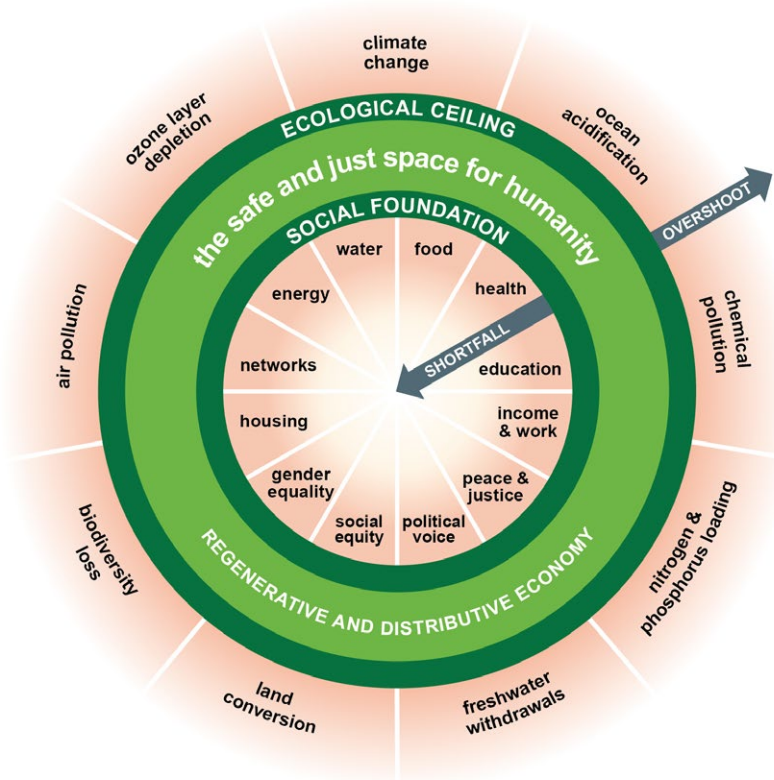 climate
change
ocean
acidification
chemical
pollution
nitrogen &
phosphorus loading
freshwater
withdrawals
land
conversion
biodiversity
loss
air pollution
ozone layer
depletion
OVERSHOOT
ECOLOGICAL CEILING
the safe and just space for humanity
SOCIAL FOUNDATION
water
food
health
SHORTFALL
education
income
& work
peace &
justice
political
voice
social
equity
gender
equality
housing
networks
energy
REGENERATIVE AND DISTRIBUTIVE ECONOMY